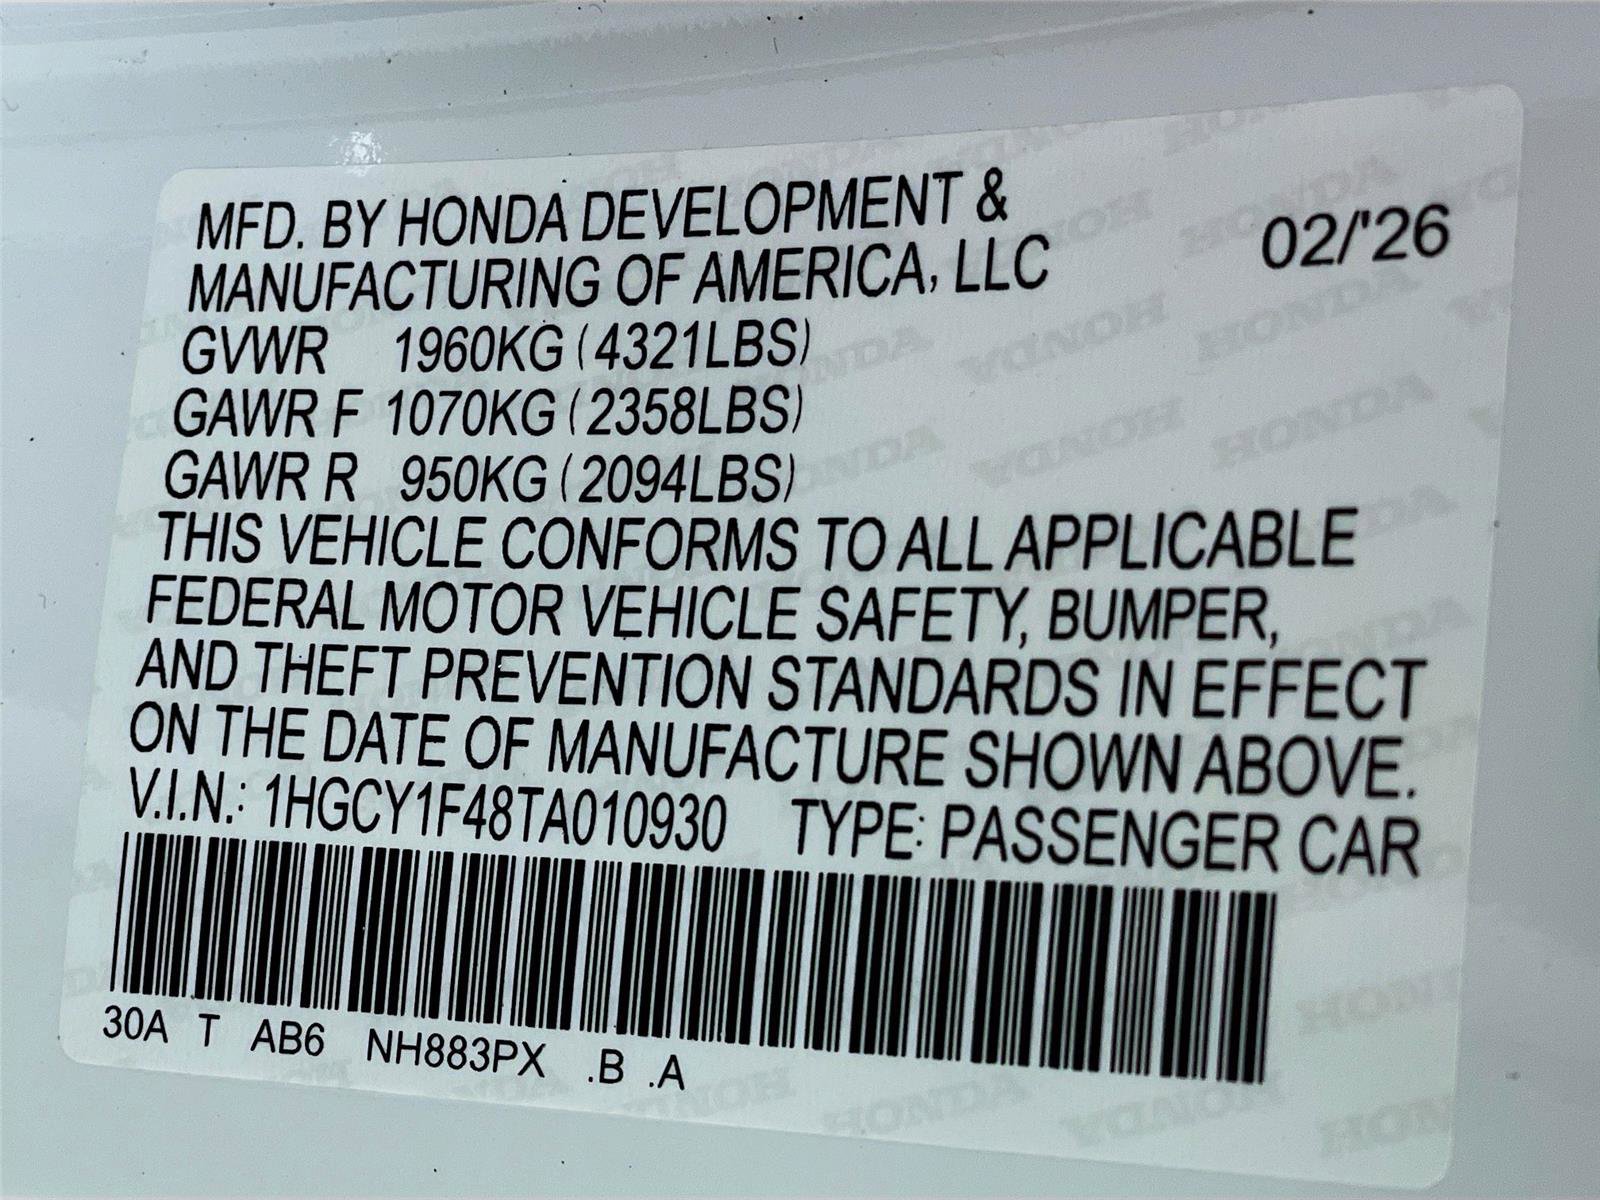 MFD. BY HONDA DEVELOPMENT &
MANUFACTURING OF AMERICA, LLC
02/'26
GVWR 1960KG (4321LBS)
GAWR F 1070KG (2358LBS)
GAWR R 950KG (2094LBS)
THIS VEHICLE CONFORMS TO ALL APPLICABLE
FEDERAL MOTOR VEHICLE SAFETY, BUMPER,
AND THEFT PREVENTION STANDARDS IN EFFECT
ON THE DATE OF MANUFACTURE SHOWN ABOVE.
V.I.N.: 1HGCY1F48TA010930 TYPE: PASSENGER CAR
30A T AB6 NH883PX .B .A